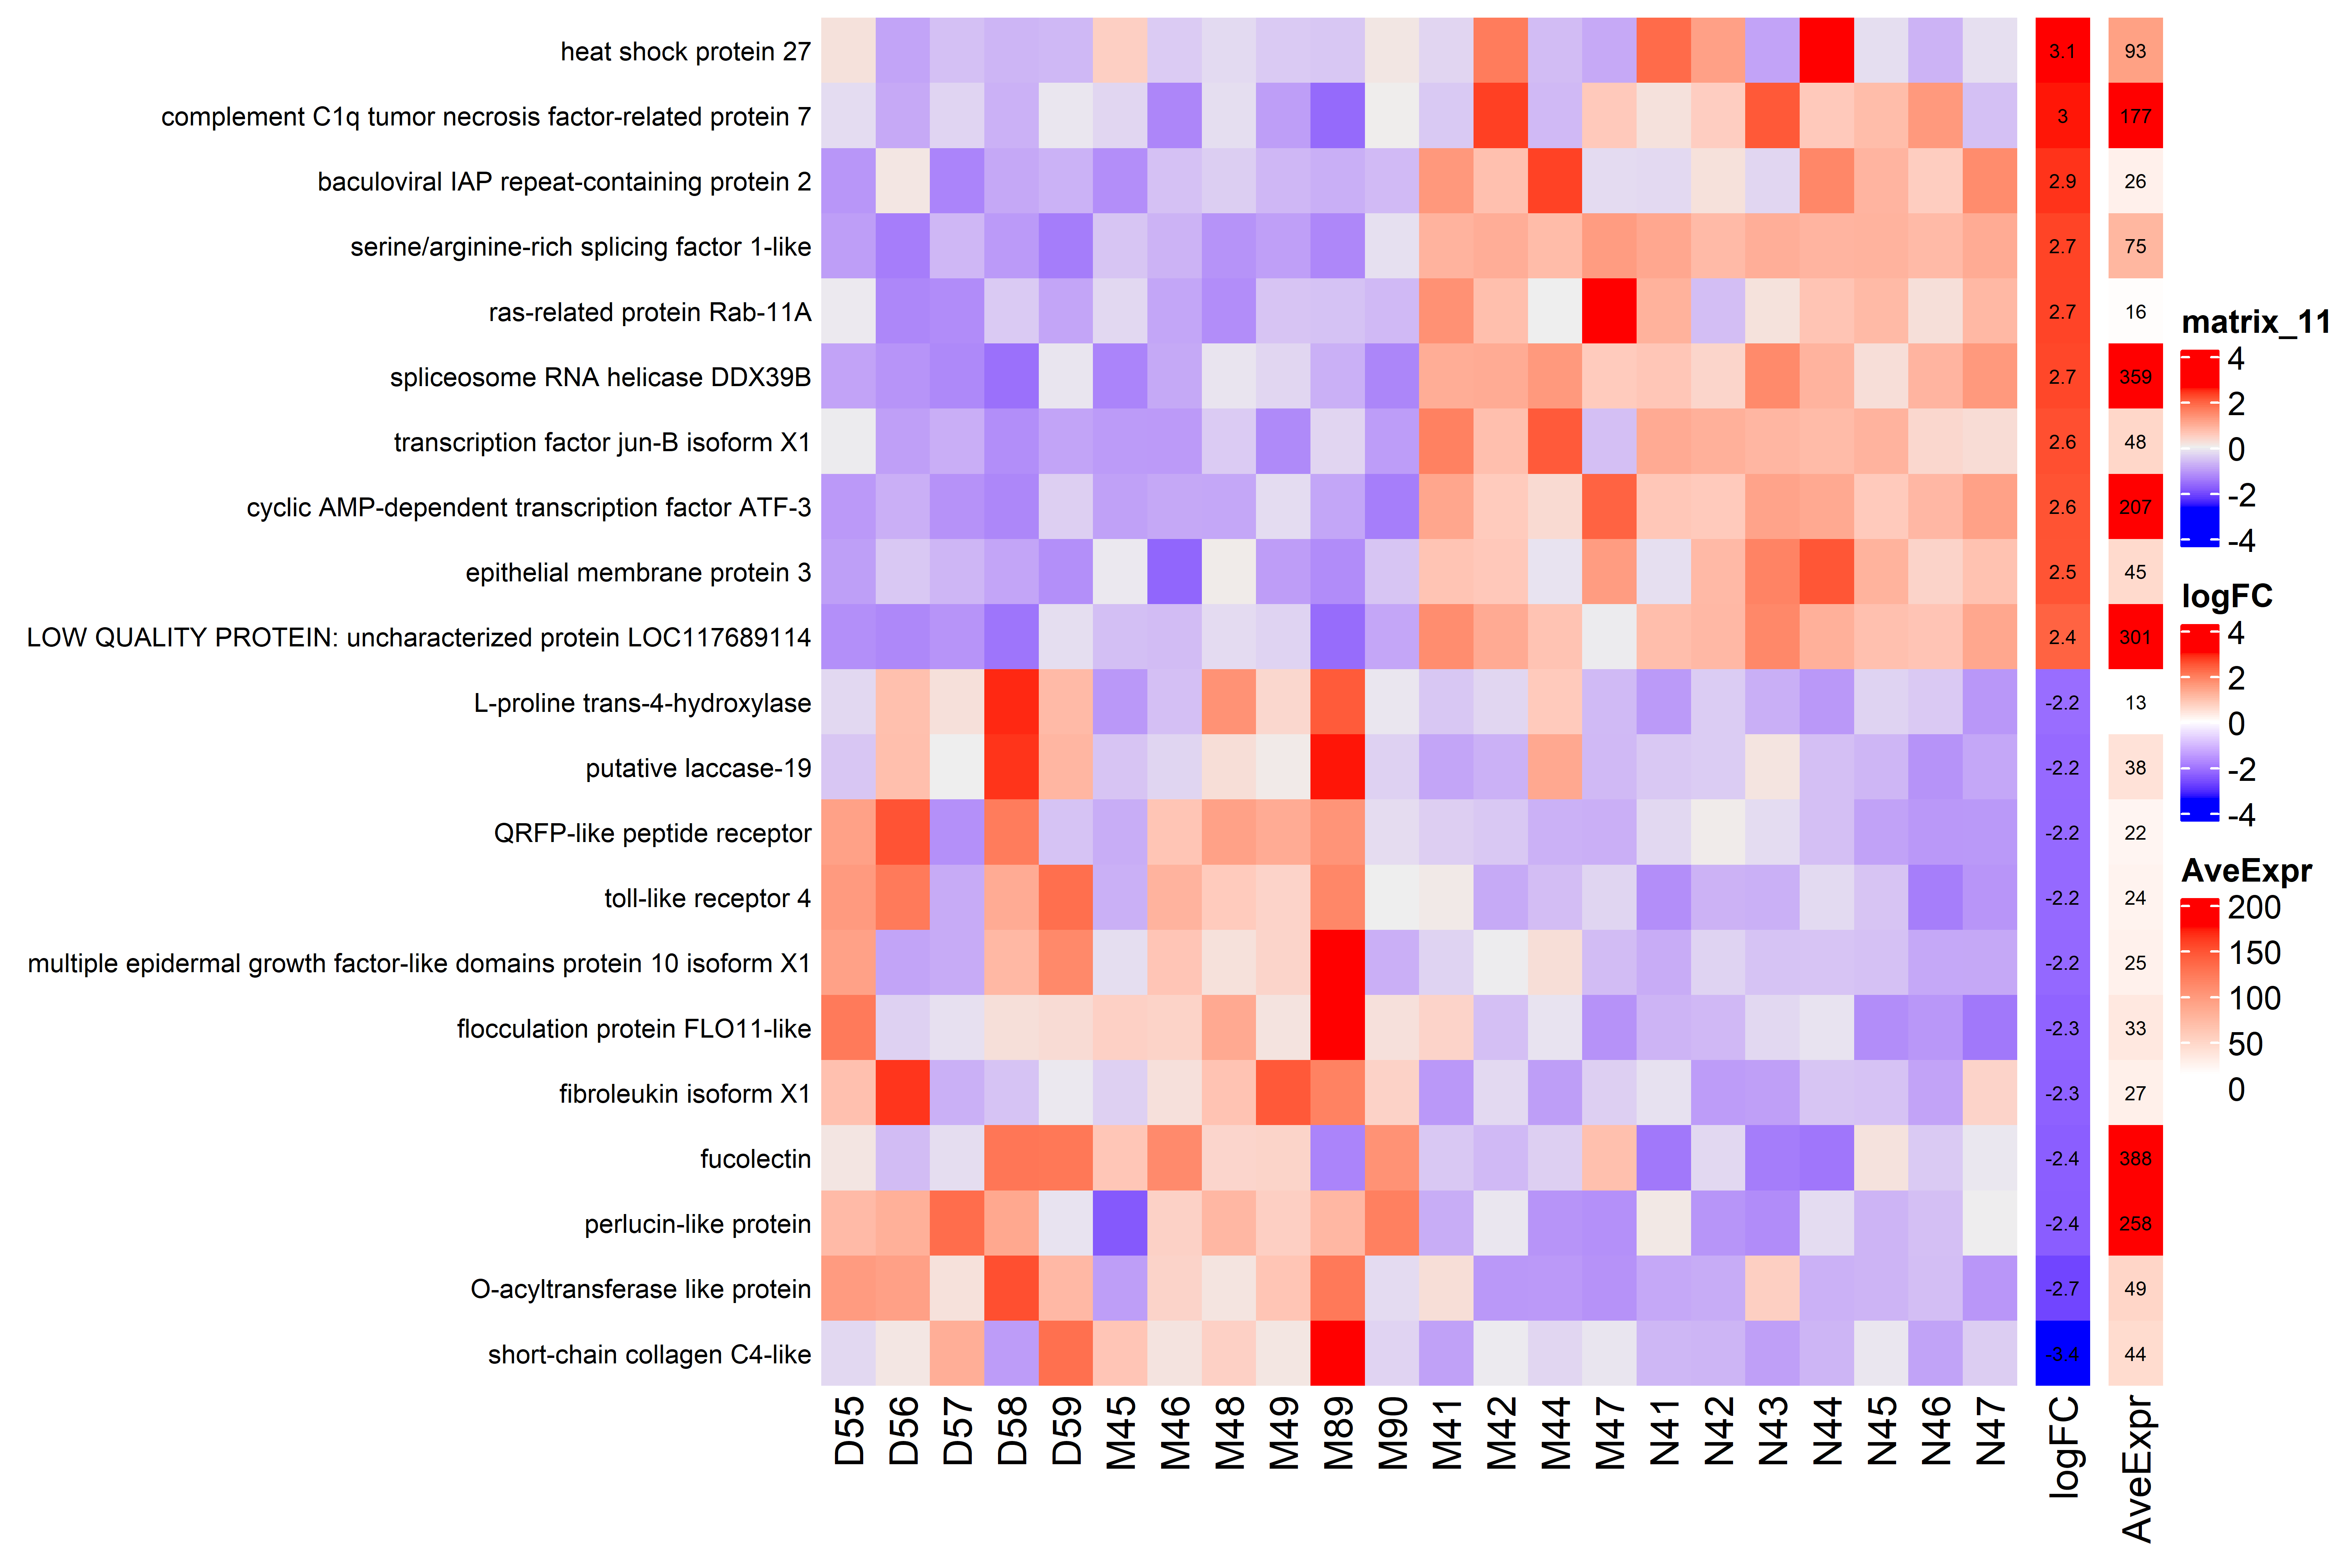 heat shock protein 27 3.1 93
complement C1q tumor necrosis factor-related protein 7 3 177
baculoviral IAP repeat-containing protein 2 2.9 26
serine/arginine-rich splicing factor 1-like 2.7 75
ras-related protein Rab-11A 2.7 16
spliceosome RNA helicase DDX39B 2.7 359
transcription factor jun-B isoform X1 2.6 48
cyclic AMP-dependent transcription factor ATF-3 2.6 207
epithelial membrane protein 3 2.5 45
LOW QUALITY PROTEIN: uncharacterized protein LOC117689114 2.4 301
L-proline trans-4-hydroxylase -2.2 13
putative laccase-19 -2.2 38
QRFP-like peptide receptor -2.2 22
toll-like receptor 4 -2.2 24
multiple epidermal growth factor-like domains protein 10 isoform X1 -2.2 25
flocculation protein FLO11-like -2.3 33
fibroleukin isoform X1 -2.3 27
fucolectin -2.4 388
perlucin-like protein -2.4 258
O-acyltransferase like protein -2.7 49
short-chain collagen C4-like -3.4 44
D55 D56 D57 D58 D59 M45 M46 M48 M49 M89 M90 M41 M42 M44 M47 N41 N42 N43 N44 N45 N46 N47 logFC AveExpr
matrix_11
4
2
0
-2
-4
logFC
4
2
0
-2
-4
AveExpr
200
150
100
50
0